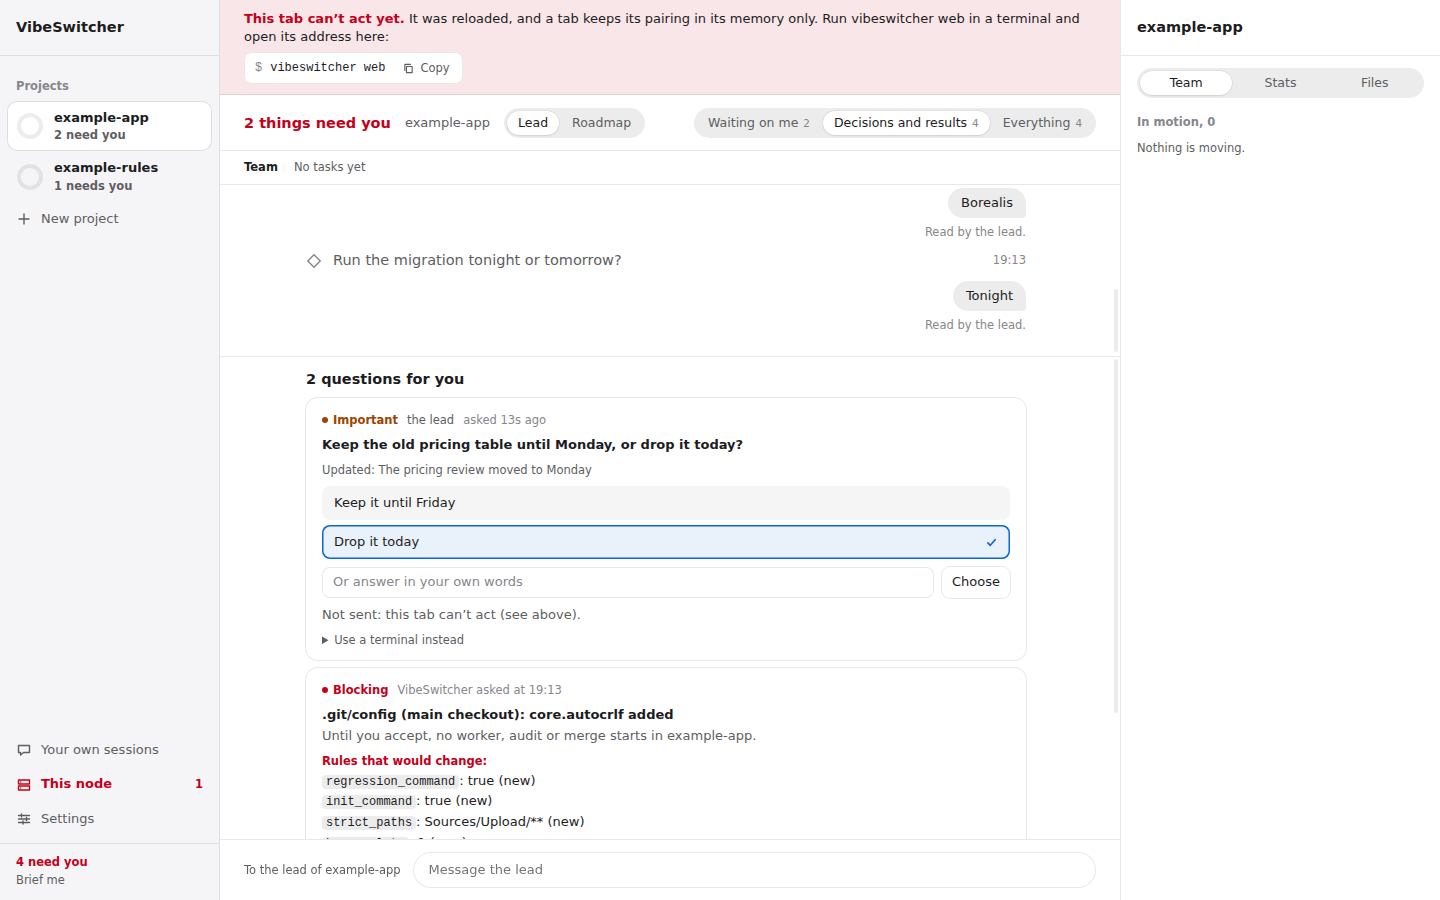 VibeSwitcher
Projects
example-app
2 need you
example-rules
1 needs you
New project
Your own sessions
This node 1
Settings
4 need you
Brief me
This tab can’t act yet. It was reloaded, and a tab keeps its pairing in its memory only. Run vibeswitcher web in a terminal and
open its address here:
$ vibeswitcher web Copy
2 things need you example-app Lead Roadmap Waiting on me 2 Decisions and results 4 Everything 4
Team No tasks yet
Borealis
Read by the lead.
Run the migration tonight or tomorrow? 19:13
Tonight
Read by the lead.
2 questions for you
Important the lead asked 13s ago
Keep the old pricing table until Monday, or drop it today?
Updated: The pricing review moved to Monday
Keep it until Friday
Drop it today
Or answer in your own words Choose
Not sent: this tab can’t act (see above).
Use a terminal instead
Blocking VibeSwitcher asked at 19:13
.git/config (main checkout): core.autocrlf added
Until you accept, no worker, audit or merge starts in example-app.
Rules that would change:
regression_command: true (new)
init_command: true (new)
strict_paths: Sources/Upload/** (new)
To the lead of example-app Message the lead
example-app
Team Stats Files
In motion, 0
Nothing is moving.